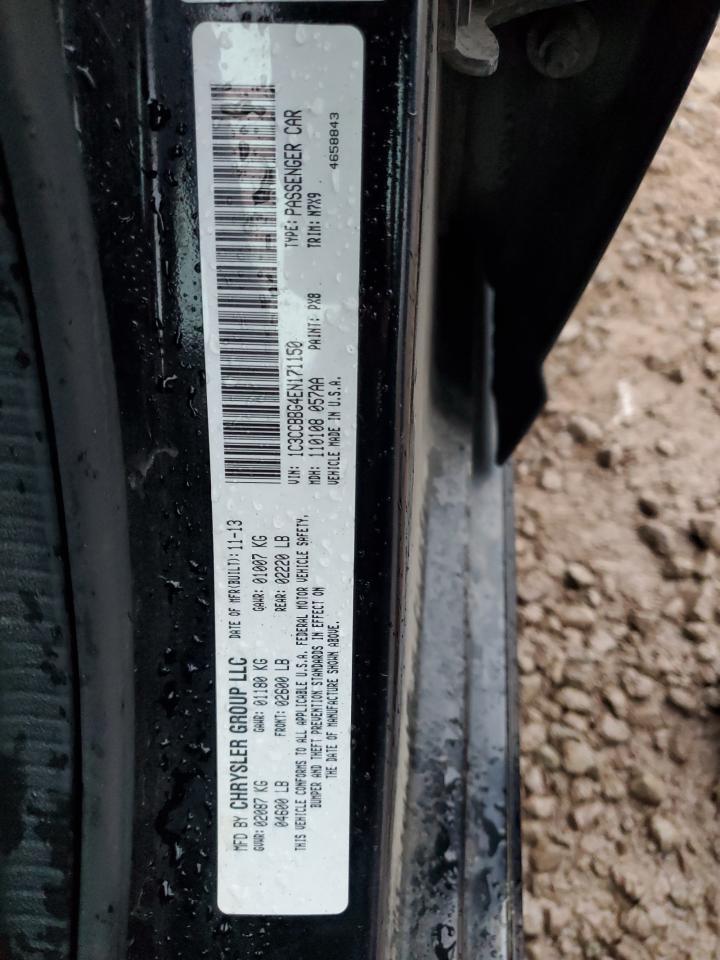 MFD BY CHRYSLER GROUP LLC DATE OF MFR(BUILT): 11-13
GVWR: 02087 KG GAWR: 01180 KG GAWR: 01007 KG
04600 LB FRONT: 02600 LB REAR: 02220 LB
THIS VEHICLE CONFORMS TO ALL APPLICABLE U.S.A. FEDERAL MOTOR VEHICLE SAFETY,
BUMPER AND THEFT PREVENTION STANDARDS IN EFFECT ON
THE DATE OF MANUFACTURE SHOWN ABOVE.
VIN: 1C3CCBBG4EN171150 TYPE: PASSENGER CAR
MDH: 110108 057AA PAINT: PX8 TRIM: N7X9
VEHICLE MADE IN U.S.A. 4658843